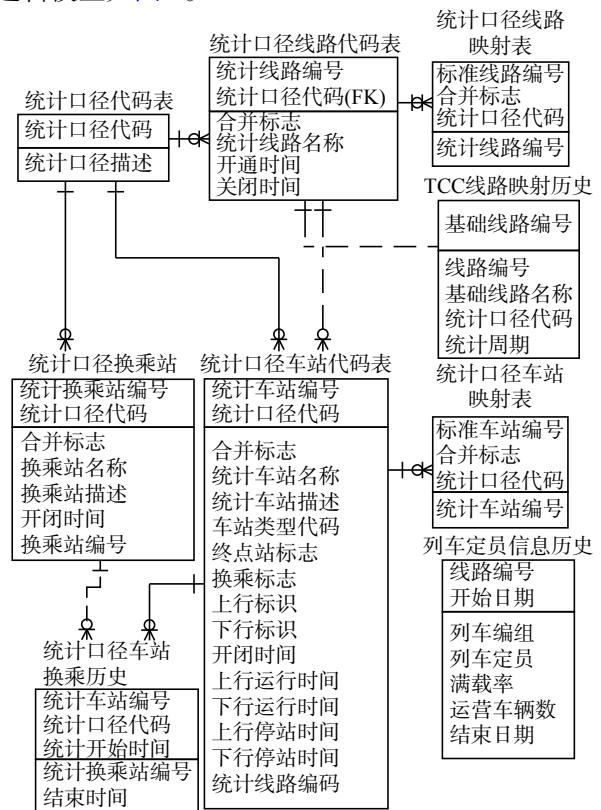 统计口径代码表
统计口径代码
统计口径描述
统计口径线路代码表
统计线路编号
统计口径代码(FK)
合并标志
统计线路名称
开通时间
关闭时间
统计口径线路
映射表
标准线路编号
合并标志
统计口径代码
统计线路编号
TCC线路映射历史
基础线路编号
线路编号
基础线路名称
统计口径代码
统计周期
统计口径换乘站
统计换乘站编号
统计口径代码
合并标志
换乘站名称
换乘站描述
开闭时间
换乘站编号
统计口径车站代码表
统计车站编号
统计口径代码
合并标志
统计车站名称
统计车站描述
车站类型代码
终点站标志
换乘标志
上行标识
下行标识
开闭时间
上行运行时间
下行运行时间
上行停站时间
下行停站时间
统计线路编码
统计口径车站
映射表
标准车站编号
合并标志
统计口径代码
统计车站编号
列车定员信息历史
线路编号
开始日期
列车编组
列车定员
满载率
运营车辆数
结束日期
统计口径车站
换乘历史
统计车站编号
统计口径代码
统计开始时间
统计换乘站编号
结束时间